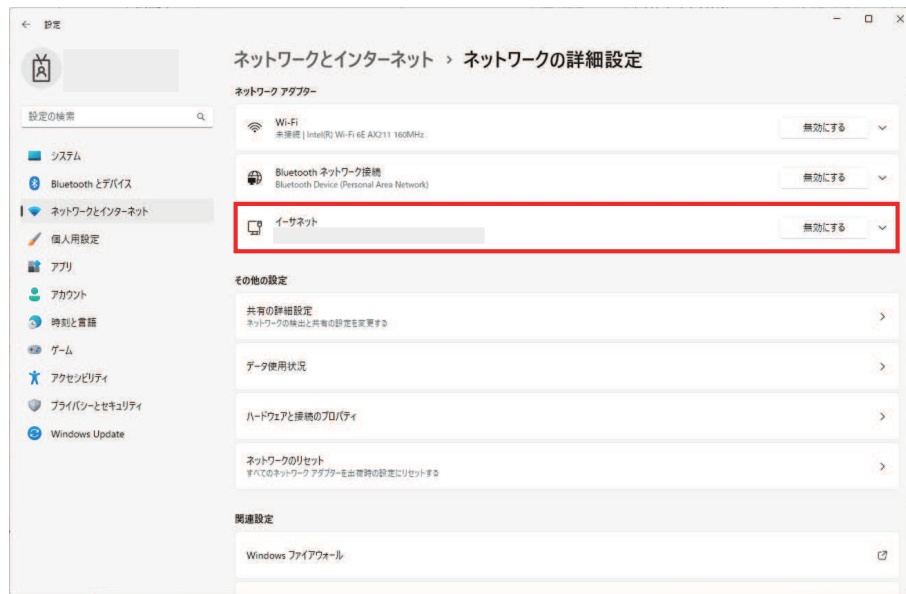 設定
ネットワークとインターネット › ネットワークの詳細設定
ネットワーク アダプター
設定の検索
Wi-Fi
未接続 | Intel(R) Wi-Fi 6E AX211 160MHz
無効にする
システム
Bluetooth とデバイス
ネットワークとインターネット
個人用設定
アプリ
アカウント
時刻と言語
ゲーム
アクセシビリティ
プライバシーとセキュリティ
Windows Update
Bluetooth ネットワーク接続
Bluetooth Device (Personal Area Network)
無効にする
イーサネット
無効にする
その他の設定
共有の詳細設定
ネットワークの検出と共有の設定を変更する
データ使用状況
ハードウェアと接続のプロパティ
ネットワークのリセット
すべてのネットワーク アダプターを出荷時の設定にリセットする
関連設定
Windows ファイアウォール